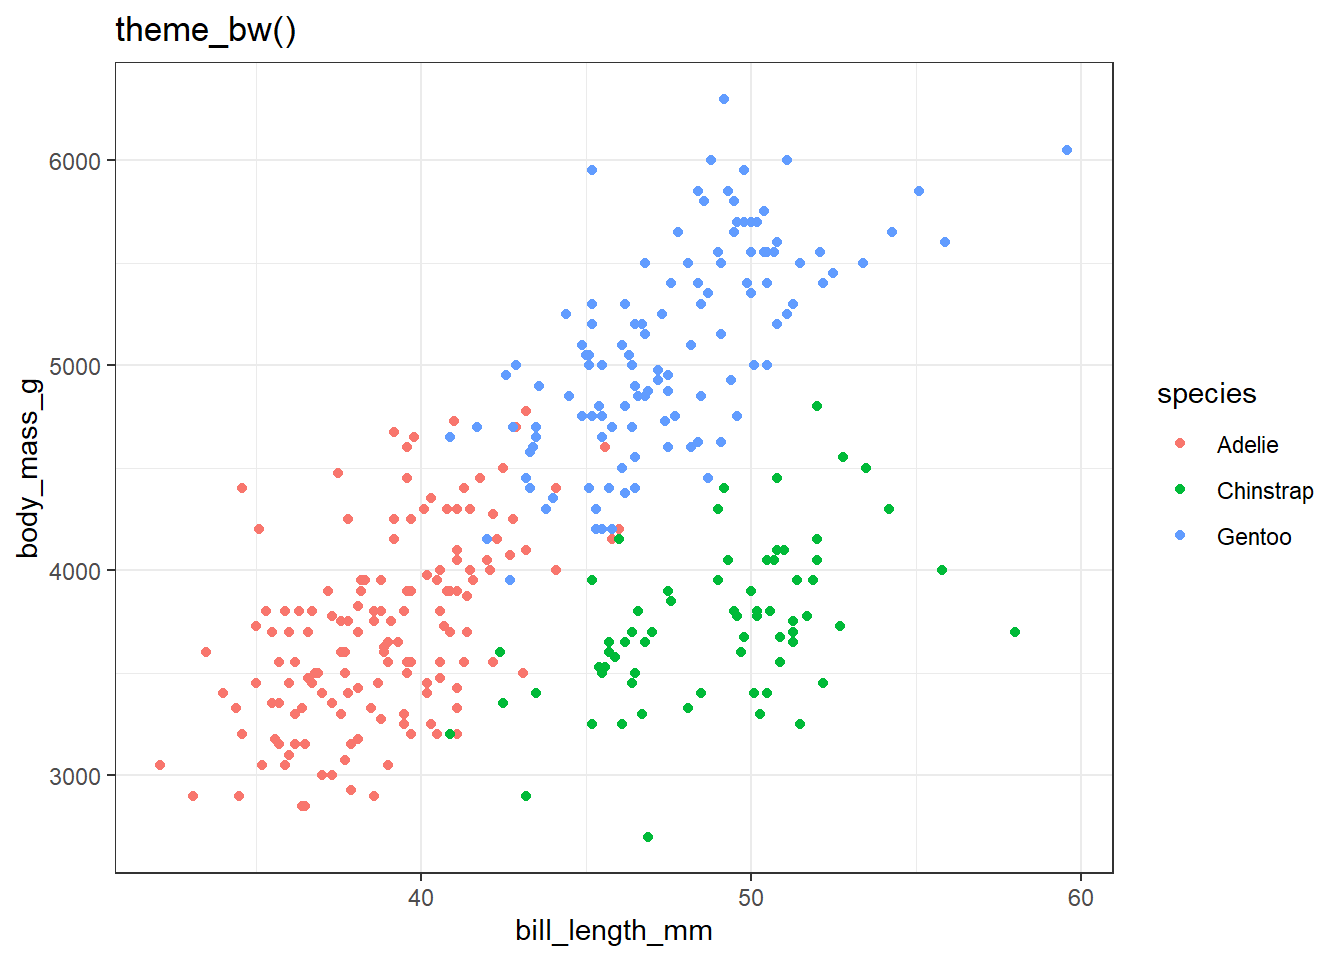 theme_bw()
6000
5000
4000
3000
body_mass_g
40
50
60
bill_length_mm
species
Adelie
Chinstrap
Gentoo